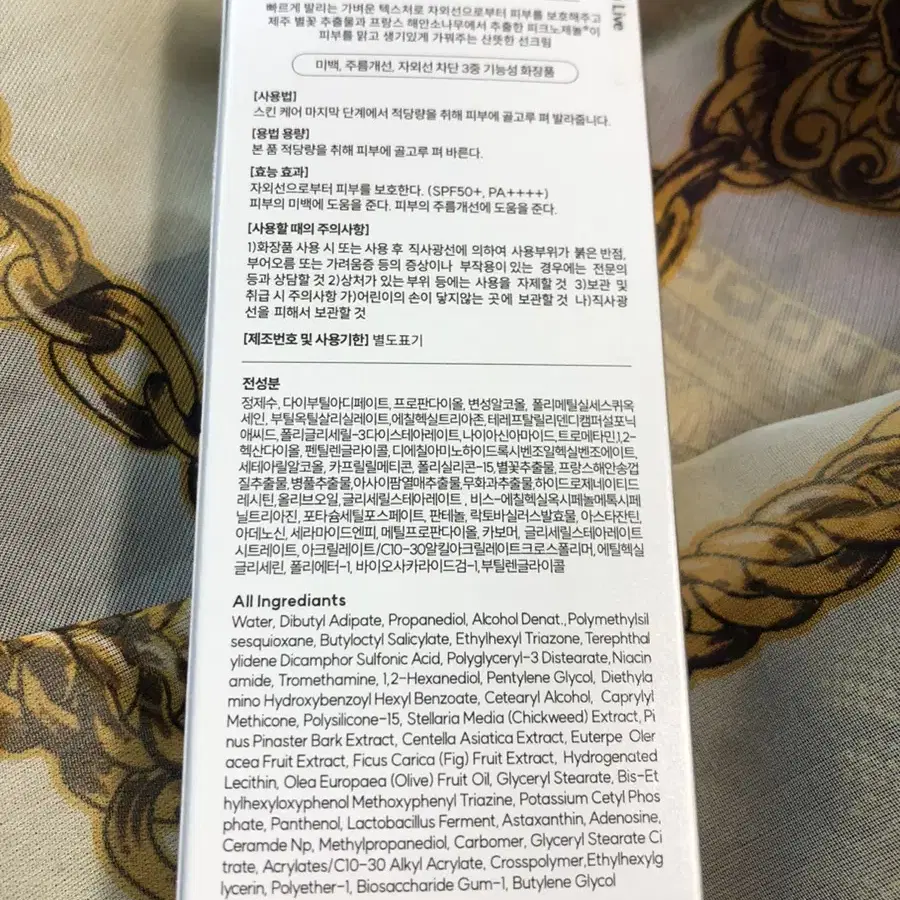 빠르게 발리는 가벼운 텍스처로 자외선으로부터 피부를 보호해주고
제주 별꽃 추출물과 프랑스 해안소나무에서 추출한 피크노제놀®이
피부를 맑고 생기있게 가꿔주는 산뜻한 선크림
Live
미백, 주름개선, 자외선 차단 3중 기능성 화장품
[사용법]
스킨 케어 마지막 단계에서 적당량을 취해 피부에 골고루 펴 발라줍니다.
[용법 용량]
본 품 적당량을 취해 피부에 골고루 펴 바른다.
[효능 효과]
자외선으로부터 피부를 보호한다. (SPF50+, PA++++)
피부의 미백에 도움을 준다. 피부의 주름개선에 도움을 준다.
[사용할 때의 주의사항]
1)화장품 사용 시 또는 사용 후 직사광선에 의하여 사용부위가 붉은 반점,
부어오름 또는 가려움증 등의 증상이나 부작용이 있는 경우에는 전문의
등과 상담할 것 2)상처가 있는 부위 등에는 사용을 자제할 것 3)보관 및
취급 시 주의사항 가)어린이의 손이 닿지않는 곳에 보관할 것 나)직사광
선을 피해서 보관할 것
[제조번호 및 사용기한] 별도표기
전성분
정제수, 다이부틸아디페이트, 프로판다이올, 변성알코올, 폴리메틸실세스퀴옥
세인, 부틸옥틸살리실레이트,에칠헥실트리아존, 테레프탈릴리덴디캠퍼설포닉
애씨드, 폴리글리세릴-3다이스테아레이트,나이아신아마이드,트로메타민,1,2-
헥산다이올, 펜틸렌글라이콜, 디에칠아미노하이드록시벤조일헥실벤조에이트,
세테아릴알코올, 카프릴릴메티콘, 폴리실리콘-15,별꽃추출물, 프랑스해안송껍
질추출물,병풀추출물,아사이팜열매추출물,무화과추출물,하이드로제네이티드
레시틴, 올리브오일, 글리세릴스테아레이트, 비스-에칠헥실옥시페놀메톡시페
닐트리아진, 포타슘세틸포스페이트, 판테놀, 락토바실러스발효물, 아스타잔틴,
아데노신, 세라마이드엔피, 메틸프로판다이올, 카보머, 글리세릴스테아레이트
시트레이트, 아크릴레이트/C10-30알킬아크릴레이트크로스폴리머, 에틸헥실
글리세린, 폴리에터-1, 바이오사카라이드검-1,부틸렌글라이콜
All Ingrediants
Water, Dibutyl Adipate, Propanediol, Alcohol Denat.,Polymethylsil
sesquioxane, Butyloctyl Salicylate, Ethylhexyl Triazone, Terephthal
ylidene Dicamphor Sulfonic Acid, Polyglyceryl-3 Distearate,Niacin
amide, Tromethamine, 1,2-Hexanediol, Pentylene Glycol, Diethyla
mino Hydroxybenzoyl Hexyl Benzoate, Cetearyl Alcohol, Caprylyl
Methicone, Polysilicone-15, Stellaria Media (Chickweed) Extract, Pi
nus Pinaster Bark Extract, Centella Asiatica Extract, Euterpe Oler
acea Fruit Extract, Ficus Carica (Fig) Fruit Extract, Hydrogenated
Lecithin, Olea Europaea (Olive) Fruit Oil, Glyceryl Stearate, Bis-Et
hylhexyloxyphenol Methoxyphenyl Triazine, Potassium Cetyl Phos
phate, Panthenol, Lactobacillus Ferment, Astaxanthin, Adenosine,
Ceramde Np, Methylpropanediol, Carbomer, Glyceryl Stearate Ci
trate, Acrylates/C10-30 Alkyl Acrylate, Crosspolymer,Ethylhexylg
lycerin, Polyether-1, Biosaccharide Gum-1, Butylene Glycol